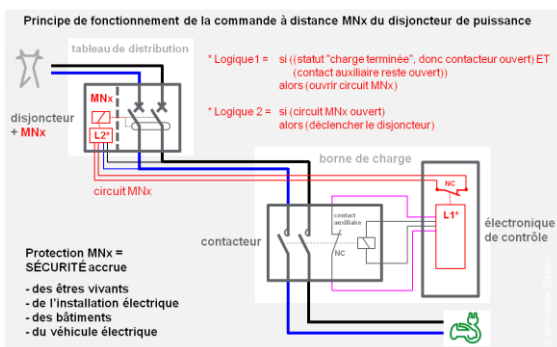 Principe de fonctionnement de la commande à distance MNx du disjoncteur de puissance
tableau de distribution
* Logique1 = si ((statut "charge terminée", donc contacteur ouvert) ET
(contact auxiliaire reste ouvert))
alors (ouvrir circuit MNx)
* Logique 2 = si (circuit MNx ouvert)
alors (déclencher le disjoncteur)
MNx
L2*
disjoncteur
+ MNx
circuit MNx
borne de charge
NC
L1*
électronique
de contrôle
contact
auxiliaire
NC
contacteur
Protection MNx =
SÉCURITÉ accrue
- des êtres vivants
- de l'installation électrique
- des bâtiments
- du véhicule électrique